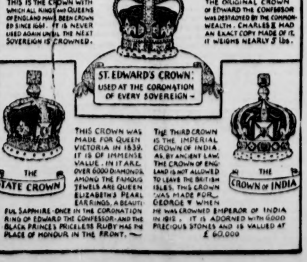 THIS IS THE CROWN WITH
WHICH ALL KINGS AND QUEENS
OF ENGLAND HAVE BEEN CROWN
ED SINCE 1661. IT IS NEVER
USED AGAIN UNTIL THE NEXT
SOVEREIGN IS CROWNED.
THE ORIGINAL CROWN
OF EDWARD THE CONFESSOR
WAS DESTROYED BY THE COMMON
WEALTH. CHARLES II HAD
AN EXACT COPY MADE OF IT.
IT WEIGHS NEARLY 5 lbs.
ST. EDWARD'S CROWN:
USED AT THE CORONATION
OF EVERY SOVEREIGN -
THE
STATE CROWN
THIS CROWN WAS
MADE FOR QUEEN
VICTORIA IN 1839.
IT IS OF IMMENSE
VALUE. IN IT ARE
OVER 6000 DIAMONDS
AMONG THE FAMOUS
JEWELS ARE QUEEN
ELIZABETH'S PEARL
EARRINGS, A BEAUTI-
FUL SAPPHIRE ONCE IN THE CORONATION
RING OF EDWARD THE CONFESSOR AND THE
BLACK PRINCE'S PRICELESS RUBY HAS THE
PLACE OF HONOUR IN THE FRONT. —
THE THIRD CROWN
IS THE IMPERIAL
CROWN OF INDIA
AS, BY ANCIENT LAW,
THE CROWN OF ENG
LAND IS NOT ALLOWED
TO LEAVE THE BRITISH
ISLES. THIS CROWN
WAS MADE FOR
GEORGE V WHEN
HE WAS CROWNED EMPEROR OF INDIA
IN 1912. IT IS ADORNED WITH 6,000
PRECIOUS STONES AND IS VALUED AT
£ 60,000
THE
CROWN OF INDIA